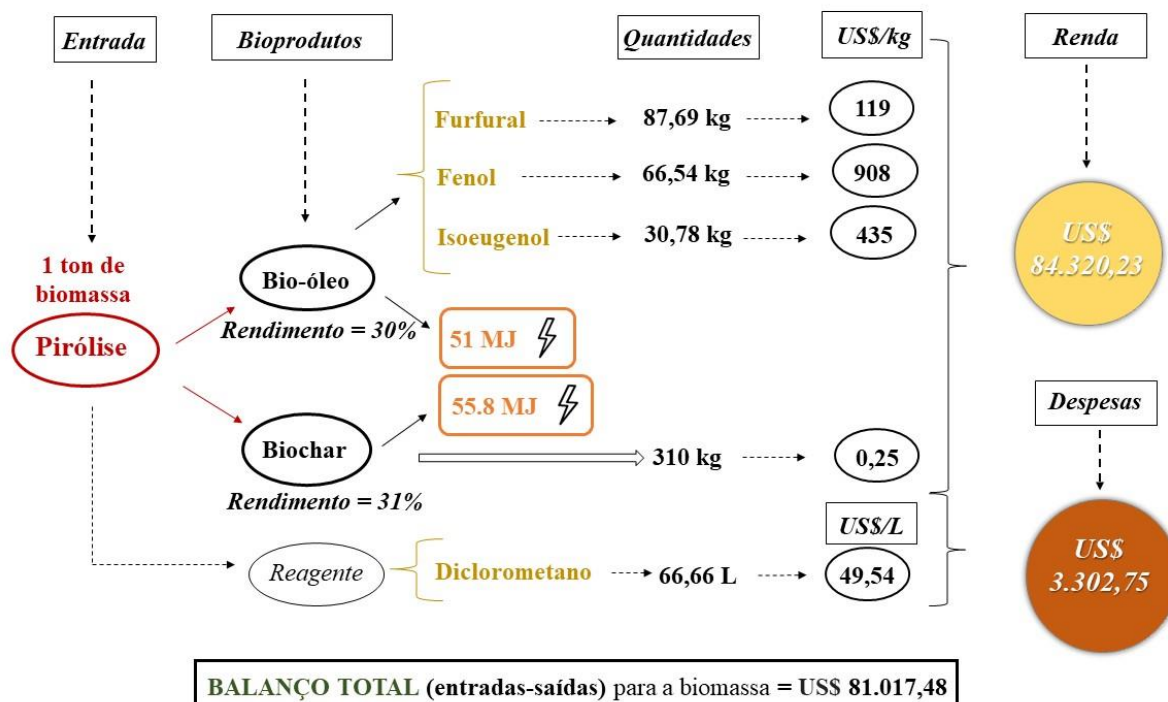 Entrada
Bioprodutos
Quantidades
US$/kg
Renda
Furfural
87,69 kg
119
Fenol
66,54 kg
908
Isoeugenol
30,78 kg
435
US$
84.320,23
1 ton de
biomassa
Pirólise
Bio-óleo
Rendimento = 30%
51 MJ
55.8 MJ
Despesas
Biochar
310 kg
0,25
Rendimento = 31%
US$/L
Reagente
Diclorometano
66,66 L
49,54
US$
3.302,75
BALANÇO TOTAL (entradas-saídas) para a biomassa = US$ 81.017,48